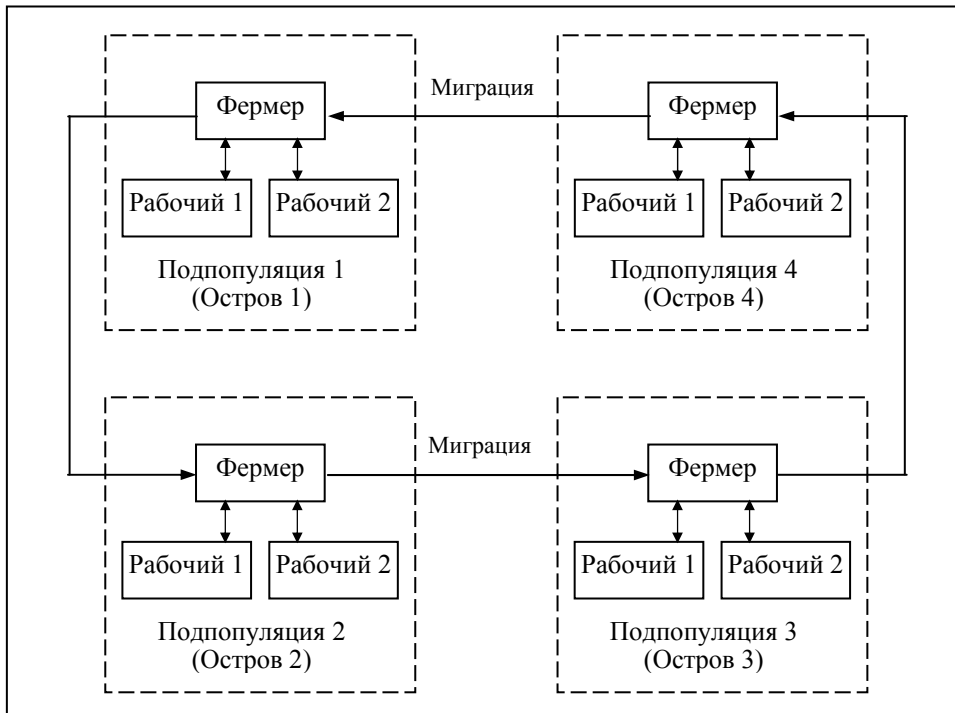 Миграция
Фермер
Фермер
Рабочий 1
Рабочий 2
Рабочий 1
Рабочий 2
Подпопуляция 1
(Остров 1)
Подпопуляция 4
(Остров 4)
Миграция
Фермер
Фермер
Рабочий 1
Рабочий 2
Рабочий 1
Рабочий 2
Подпопуляция 2
(Остров 2)
Подпопуляция 3
(Остров 3)